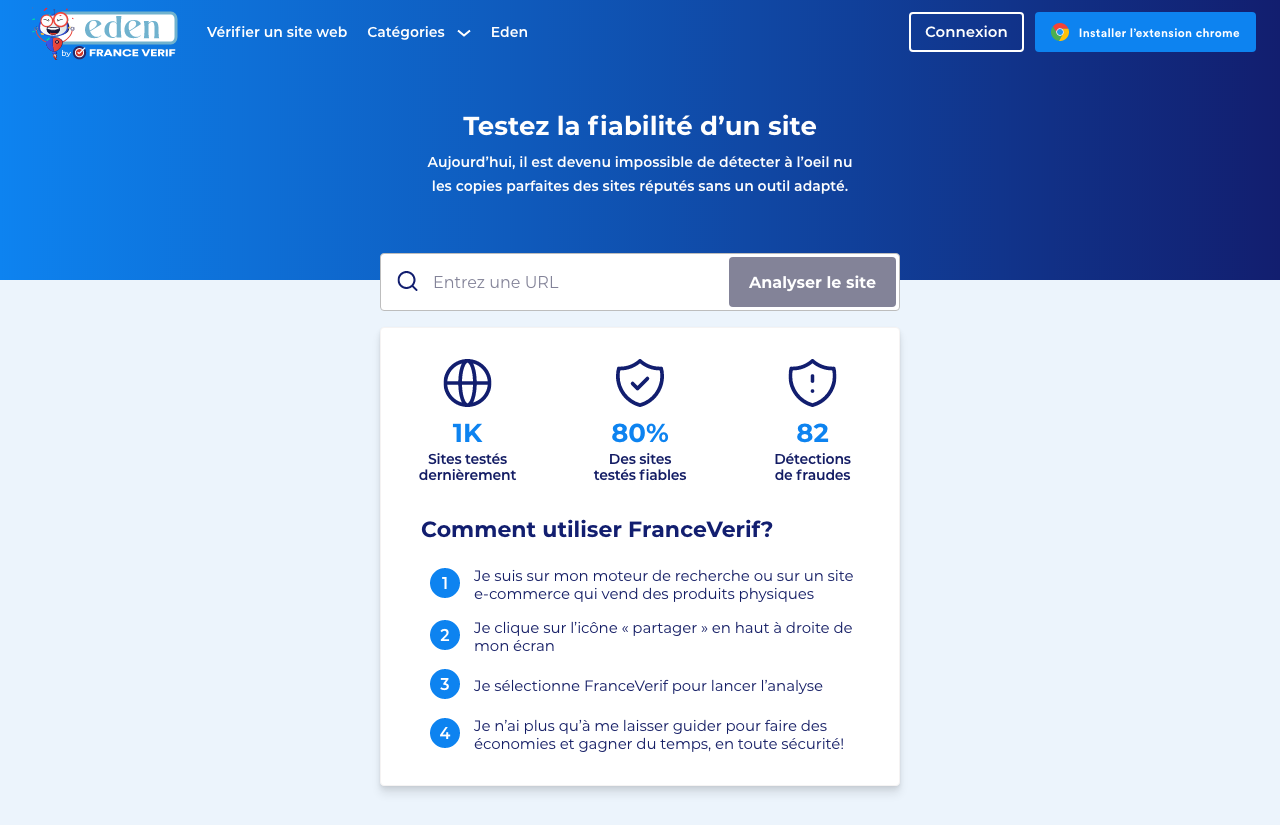 eden
by FRANCE VERIF
Vérifier un site web
Catégories
Eden
Connexion
Installer l'extension chrome
Testez la fiabilité d’un site
Aujourd’hui, il est devenu impossible de détecter à l’oeil nu
les copies parfaites des sites réputés sans un outil adapté.
Entrez une URL
Analyser le site
1K
Sites testés
dernièrement
80%
Des sites
testés fiables
82
Détections
de fraudes
Comment utiliser FranceVerif?
1
Je suis sur mon moteur de recherche ou sur un site
e-commerce qui vend des produits physiques
2
Je clique sur l’icône « partager » en haut à droite de
mon écran
3
Je sélectionne FranceVerif pour lancer l’analyse
4
Je n’ai plus qu’à me laisser guider pour faire des
économies et gagner du temps, en toute sécurité!